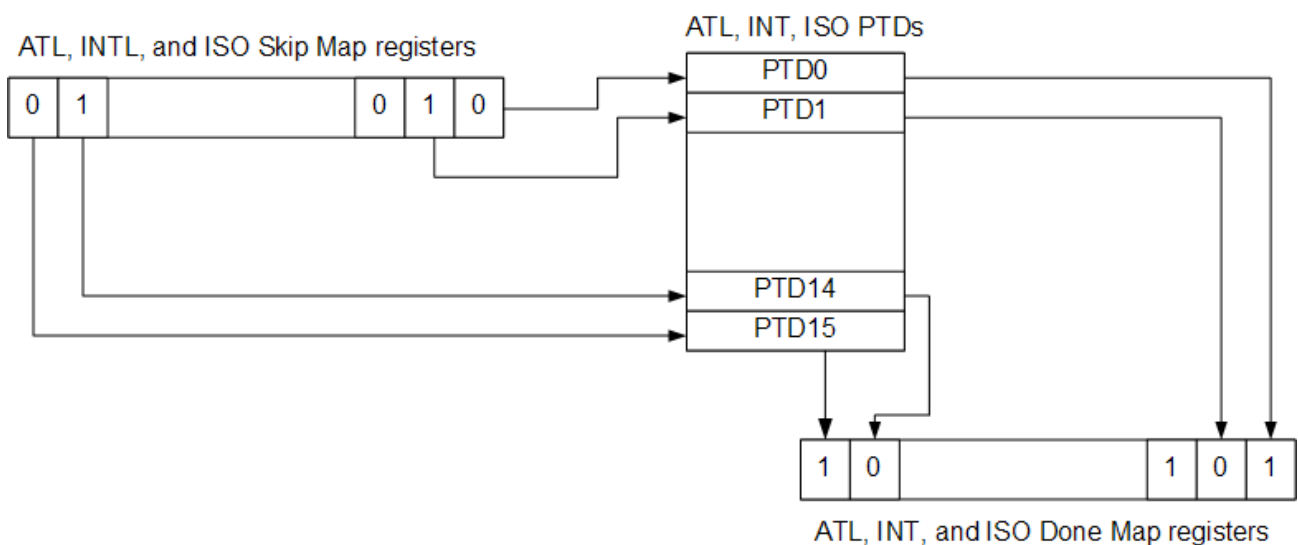 ATL, INT, ISO PTDs
ATL, INTL, and ISO Skip Map registers
PTD0
0 1 0 1 0
PTD1
PTD14
PTD15
1 0 1 0 1
ATL, INT, and ISO Done Map registers